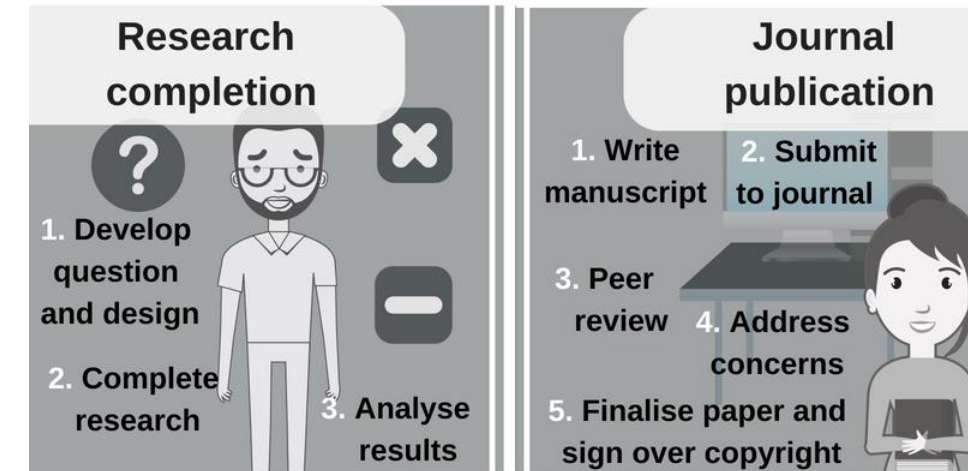 Research
completion
?
1. Develop
question
and design
2. Complete
research
3. Analyse
results
Journal
publication
1. Write
manuscript
2. Submit
to journal
3. Peer
review
4. Address
concerns
5. Finalise paper and
sign over copyright